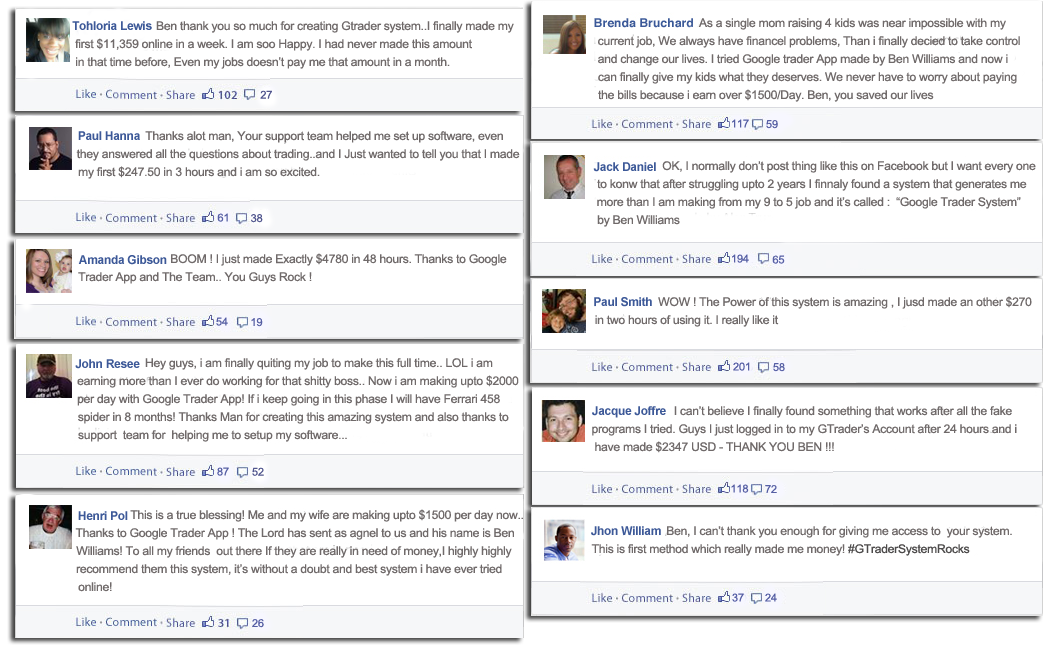 Tohloria Lewis Ben thank you so much for creating Gtrader system..I finally made my
first $11,359 online in a week. I am soo Happy. I had never made this amount
in that time before, Even my jobs doesn't pay me that amount in a month.
Like · Comment · Share 102 27
Paul Hanna Thanks alot man, Your support team helped me set up software, even
they answered all the questions about trading..and I Just wanted to tell you that I made
my first $247.50 in 3 hours and i am so excited.
Like · Comment · Share 61 38
Amanda Gibson BOOM ! I just made Exactly $4780 in 48 hours. Thanks to Google
Trader App and The Team.. You Guys Rock !
Like · Comment · Share 54 19
John Resee Hey guys, i am finally quiting my job to make this full time.. LOL i am
earning more than I ever do working for that shitty boss.. Now i am making upto $2000
per day with Google Trader App! If i keep going in this phase I will have Ferrari 458
spider in 8 months! Thanks Man for creating this amazing system and also thanks to
support team for helping me to setup my software...
Like · Comment · Share 87 52
Henri Pol This is a true blessing! Me and my wife are making upto $1500 per day now..
Thanks to Google Trader App ! The Lord has sent as agnel to us and his name is Ben
Williams! To all my friends out there If they are really in need of money,I highly highly
recommend them this system, it's without a doubt and best system i have ever tried
online!
Like · Comment · Share 31 26
Brenda Bruchard As a single mom raising 4 kids was near impossible with my
current job, We always have financel problems, Than i finally decied to take control
and change our lives. I tried Google trader App made by Ben Williams and now i
can finally give my kids what they deserves. We never have to worry about paying
the bills because i earn over $1500/Day. Ben, you saved our lives
Like · Comment · Share 117 59
Jack Daniel OK, I normally don't post thing like this on Facebook but I want every one
to konw that after struggling upto 2 years I finnaly found a system that generates me
more than I am making from my 9 to 5 job and it's called : “Google Trader System”
by Ben Williams
Like · Comment · Share 194 65
Paul Smith WOW ! The Power of this system is amazing , I jusd made an other $270
in two hours of using it. I really like it
Like · Comment · Share 201 58
Jacque Joffre I can't believe I finally found something that works after all the fake
programs I tried. Guys I just logged in to my GTrader's Account after 24 hours and i
have made $2347 USD - THANK YOU BEN !!!
Like · Comment · Share 118 72
Jhon William Ben, I can't thank you enough for giving me access to your system.
This is first method which really made me money! #GTraderSystemRocks
Like · Comment · Share 37 24